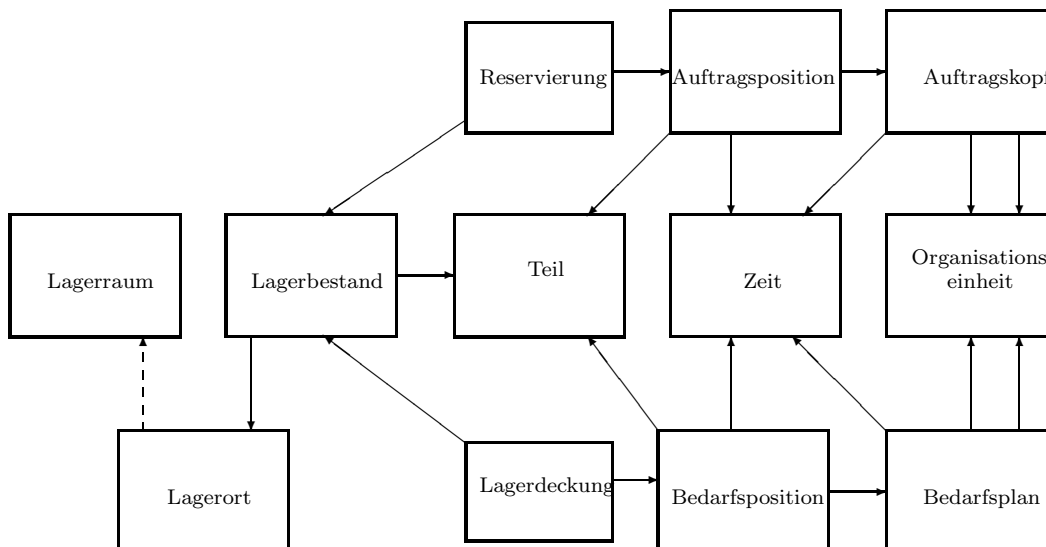 Reservierung
Auftragsposition
Auftragskopf
Lagerraum
Lagerbestand
Teil
Zeit
Organisations
einheit
Lagerort
Lagerdeckung
Bedarfsposition
Bedarfsplan